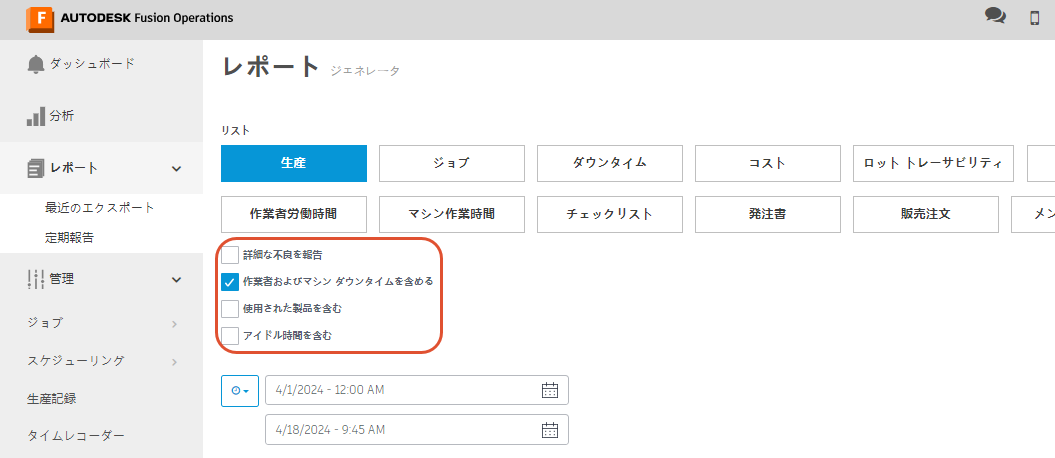 AUTODESK Fusion Operations
ダッシュボード
分析
レポート
最近のエクスポート
定期報告
管理
ジョブ
スケジューリング
生産記録
タイムレコーダー
レポート ジェネレータ
リスト
生産 ジョブ ダウンタイム コスト ロット トレーサビリティ
作業者労働時間 マシン作業時間 チェックリスト 発注書 販売注文 メン
詳細な不良を報告
作業者およびマシン ダウンタイムを含める
使用された製品を含む
アイドル時間を含む
4/1/2024 - 12:00 AM
4/18/2024 - 9:45 AM